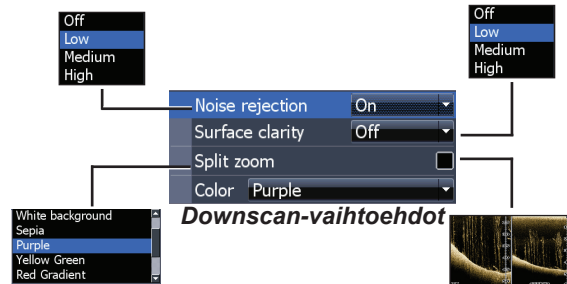 Off
Low
Medium
High
Off
Low
Medium
High
Noise rejection On
Surface clarity Off
Split zoom
Color Purple
Downscan-vaihtoehdot
White background
Sepia
Purple
Yellow Green
Red Gradient